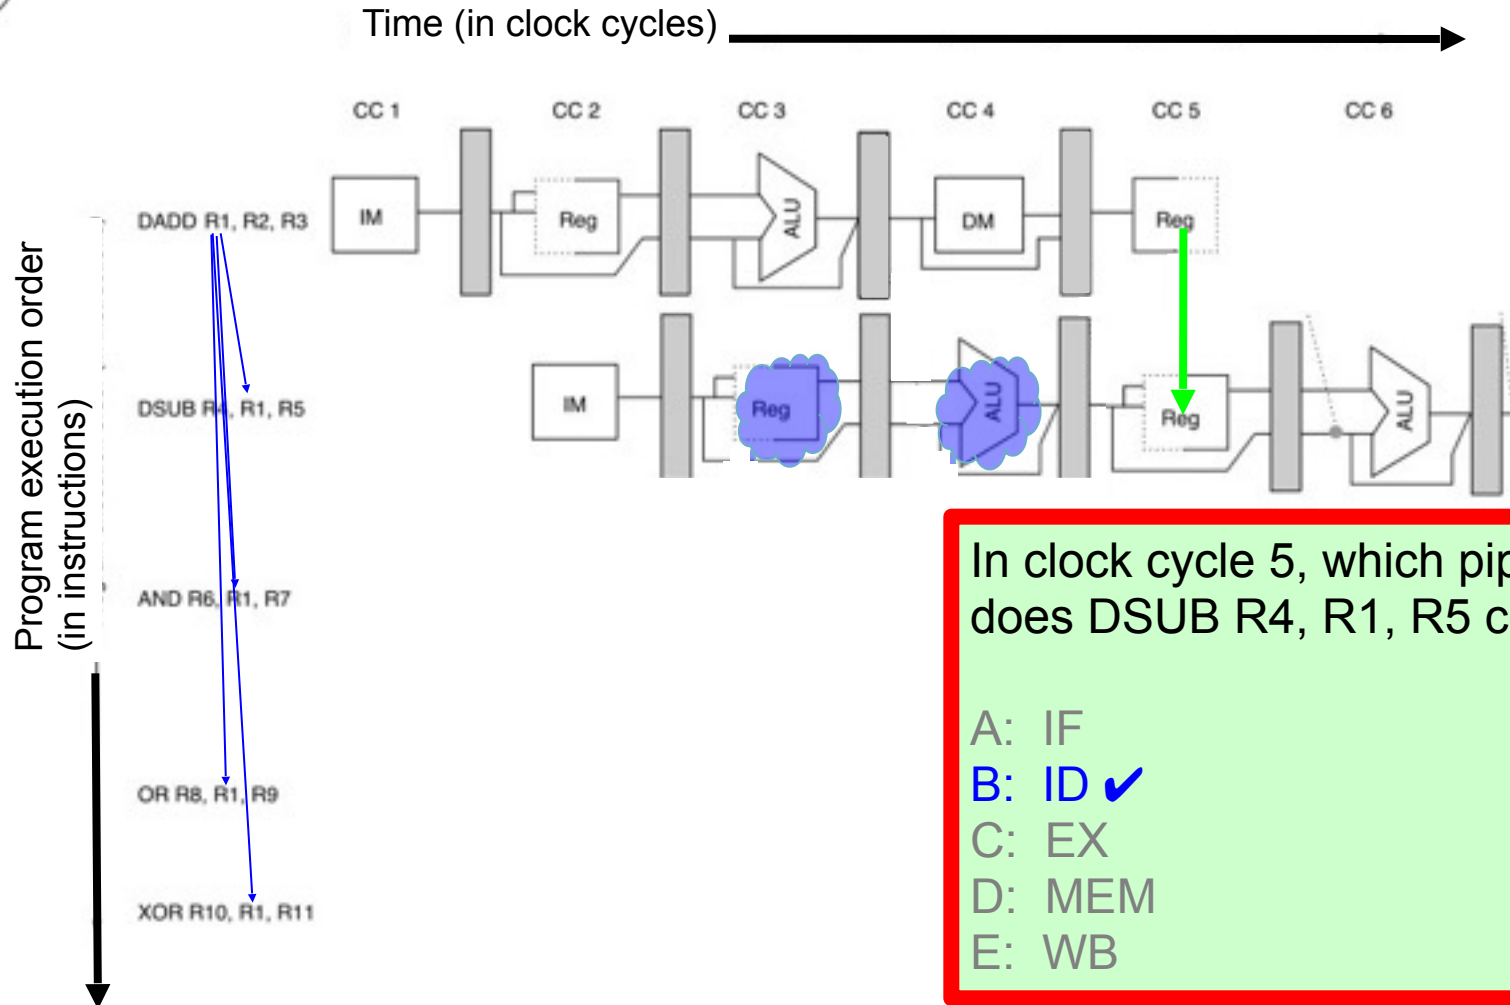 Time (in clock cycles)
CC 1 CC 2 CC 3 CC 4 CC 5 CC 6
Program execution order
(in instructions)
DADD R1, R2, R3
IM Reg ALU DM Reg
DSUB R4, R1, R5
IM Reg ALU Reg ALU
AND R6, R1, R7
OR R8, R1, R9
XOR R10, R1, R11
In clock cycle 5, which pip
does DSUB R4, R1, R5 c
A: IF
B: ID ✔
C: EX
D: MEM
E: WB